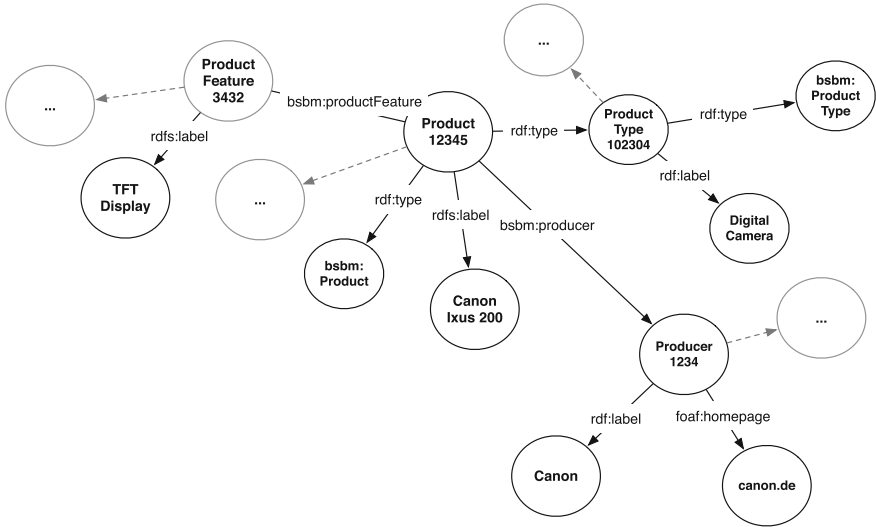 ...
Product
Feature
3432
...
bsbm:
Product
Type
bsbm:productFeature
Product
12345
rdf:type
Product
Type
102304
rdf:type
rdfs:label
TFT
Display
...
rdf:type
rdfs:label
bsbm:producer
rdf:label
Digital
Camera
bsbm:
Product
Canon
Ixus 200
...
Producer
1234
rdf:label
foaf:homepage
Canon
canon.de